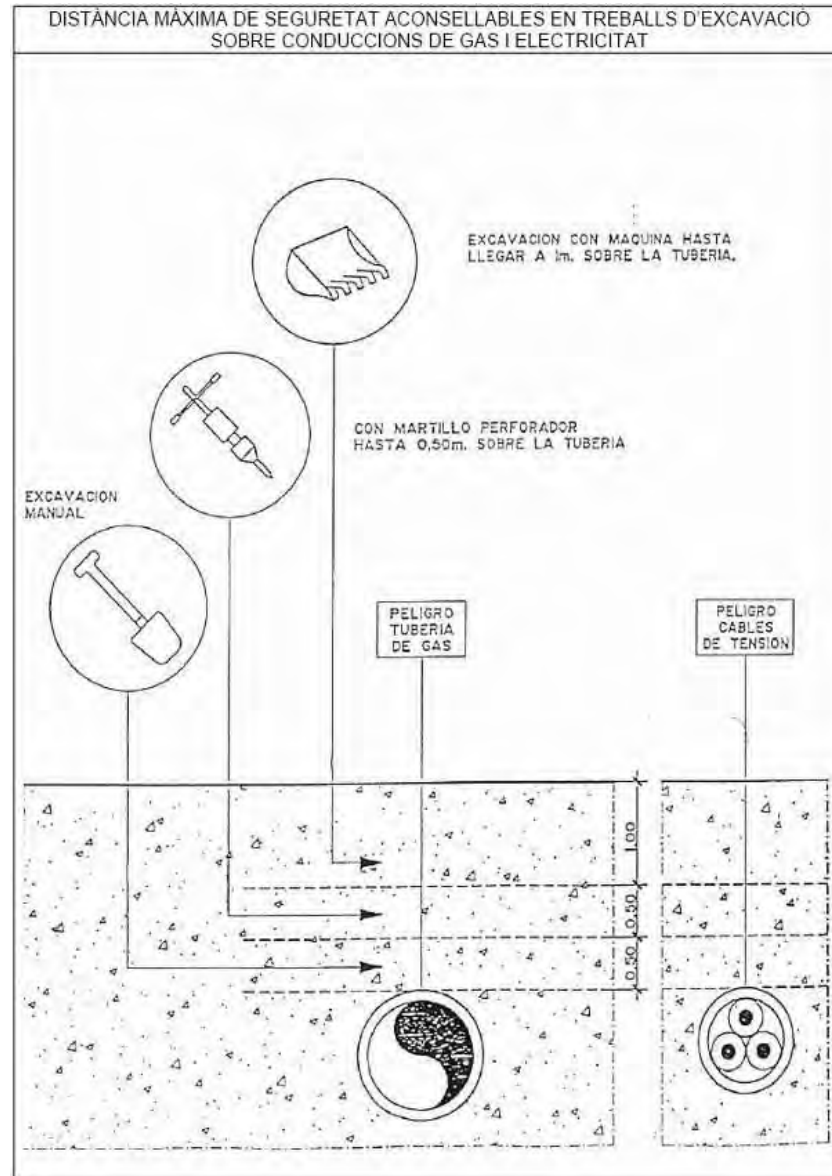 DISTÀNCIA MÀXIMA DE SEGURETAT ACONSELLABLES EN TREBALLS D'EXCAVACIÓ
SOBRE CONDUCCIONS DE GAS I ELECTRICITAT
EXCAVACION CON MAQUINA HASTA
LLEGAR A 1m. SOBRE LA TUBERIA.
CON MARTILLO PERFORADOR
HASTA 0,50m. SOBRE LA TUBERIA
EXCAVACION
MANUAL
PELIGRO
TUBERIA
DE GAS
PELIGRO
CABLES
DE TENSION
1.00
0.50
0.50